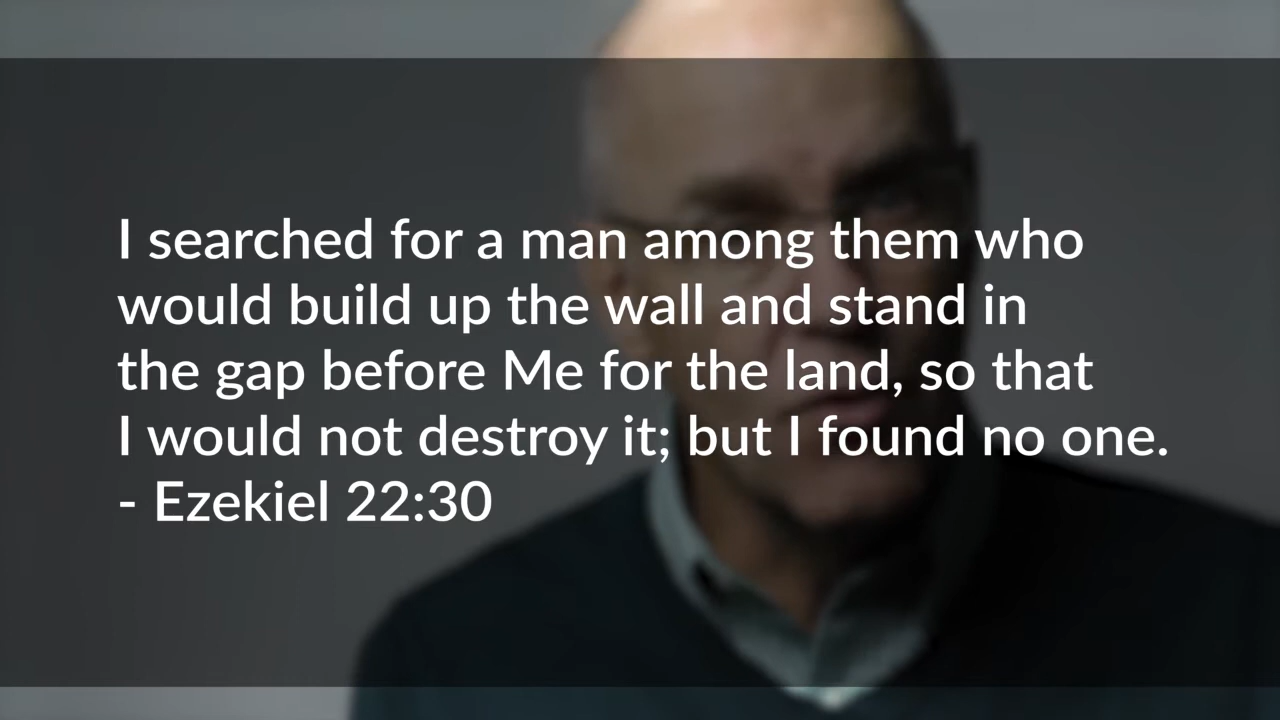 I searched for a man among them who
would build up the wall and stand in
the gap before Me for the land, so that
I would not destroy it; but I found no one.
- Ezekiel 22:30